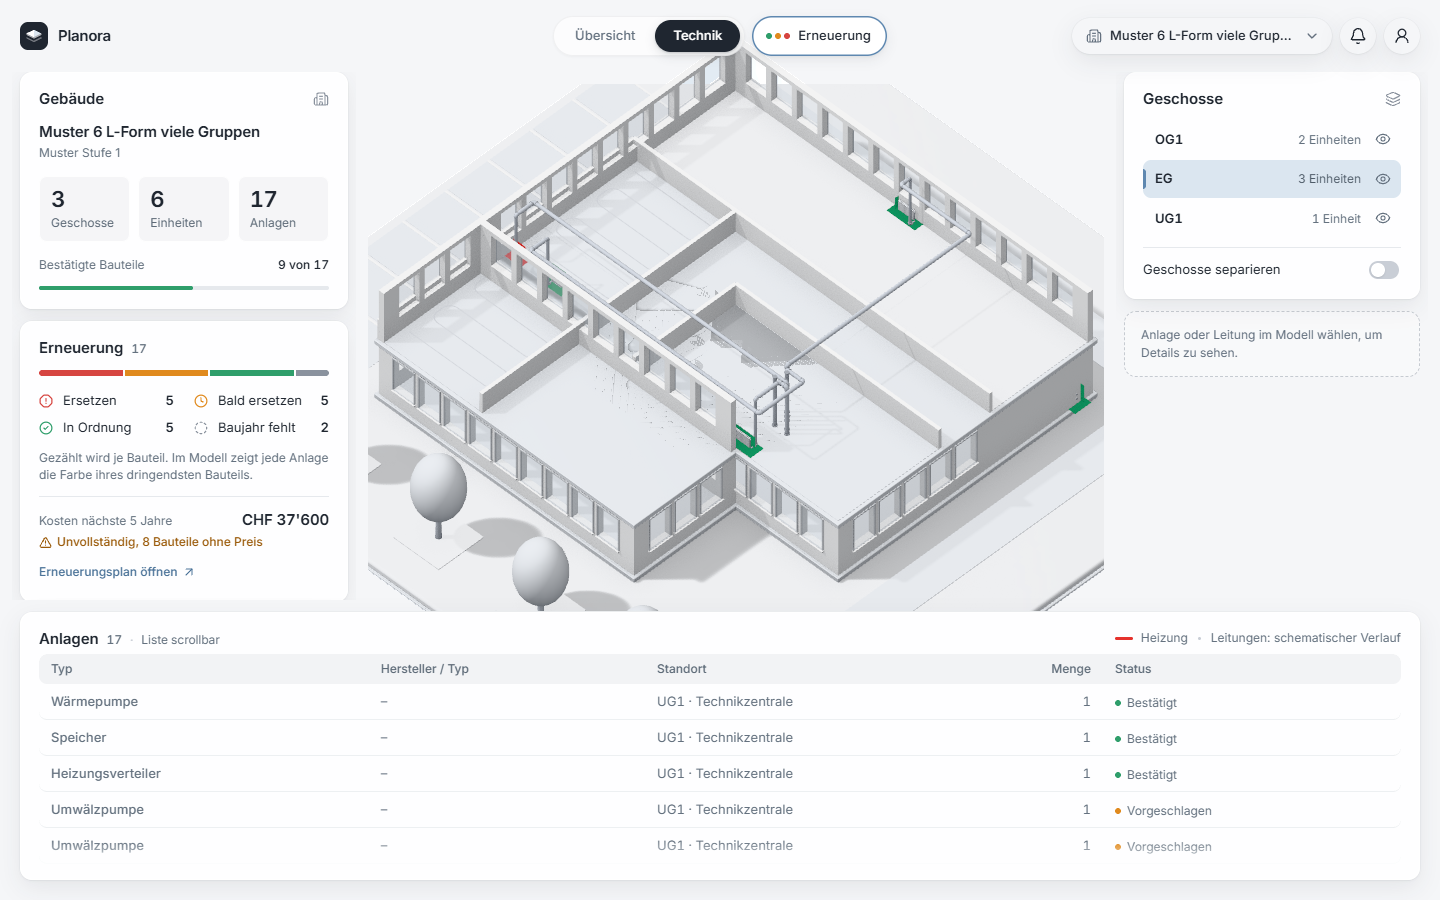 Planora
Übersicht
Technik
Erneuerung
Muster 6 L-Form viele Grup...
Gebäude
Muster 6 L-Form viele Gruppen
Muster Stufe 1
3
Geschosse
6
Einheiten
17
Anlagen
Bestätigte Bauteile
9 von 17
Erneuerung 17
Ersetzen 5
Bald ersetzen 5
In Ordnung 5
Baujahr fehlt 2
Gezählt wird je Bauteil. Im Modell zeigt jede Anlage
die Farbe ihres dringendsten Bauteils.
Kosten nächste 5 Jahre CHF 37'600
Unvollständig, 8 Bauteile ohne Preis
Erneuerungsplan öffnen
Geschosse
OG1 2 Einheiten
EG 3 Einheiten
UG1 1 Einheit
Geschosse separieren
Anlage oder Leitung im Modell wählen, um
Details zu sehen.
Anlagen 17 · Liste scrollbar
Heizung · Leitungen: schematischer Verlauf
Typ Hersteller / Typ Standort Menge Status
Wärmepumpe – UG1 · Technikzentrale 1 Bestätigt
Speicher – UG1 · Technikzentrale 1 Bestätigt
Heizungsverteiler – UG1 · Technikzentrale 1 Bestätigt
Umwälzpumpe – UG1 · Technikzentrale 1 Vorgeschlagen
Umwälzpumpe – UG1 · Technikzentrale 1 Vorgeschlagen